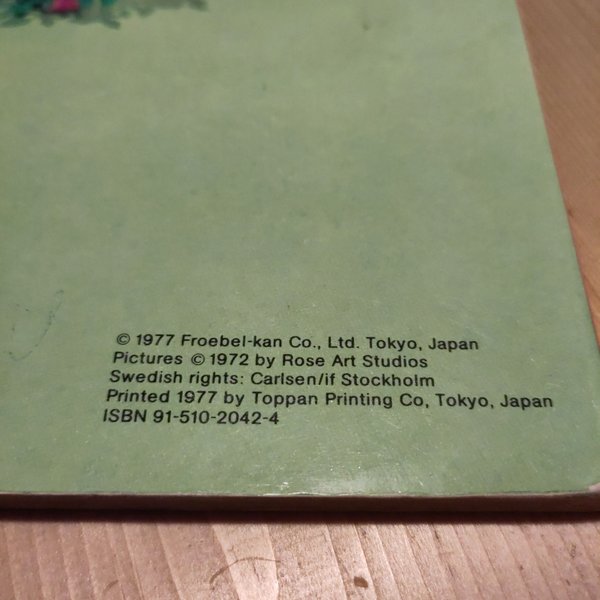 © 1977 Froebel-kan Co., Ltd. Tokyo, Japan
Pictures © 1972 by Rose Art Studios
Swedish rights: Carlsen/if Stockholm
Printed 1977 by Toppan Printing Co, Tokyo, Japan
ISBN 91-510-2042-4